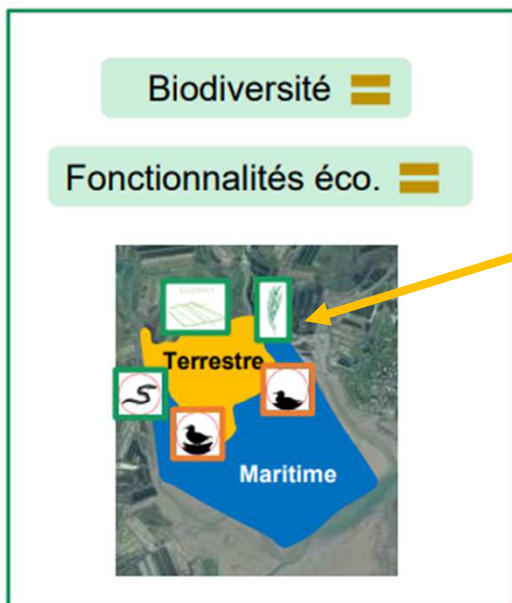 Biodiversité =
Fonctionnalités éco. =
Terrestre
Maritime